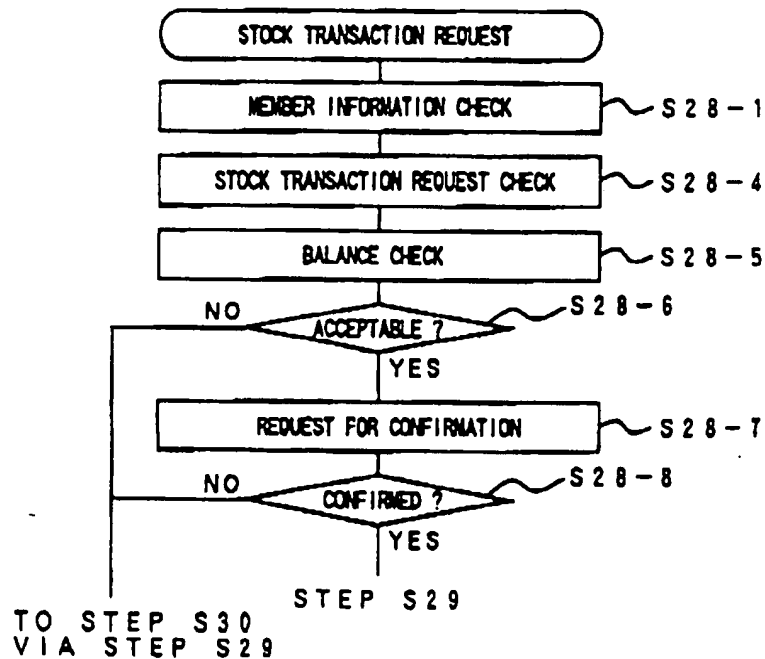 STOCK TRANSACTION REQUEST
MEMBER INFORMATION CHECK
S28-1
STOCK TRANSACTION REQUEST CHECK
S28-4
BALANCE CHECK
S28-5
NO
ACCEPTABLE ?
S28-6
YES
REQUEST FOR CONFIRMATION
S28-7
NO
CONFIRMED ?
S28-8
YES
STEP S29
TO STEP S30
VIA STEP S29